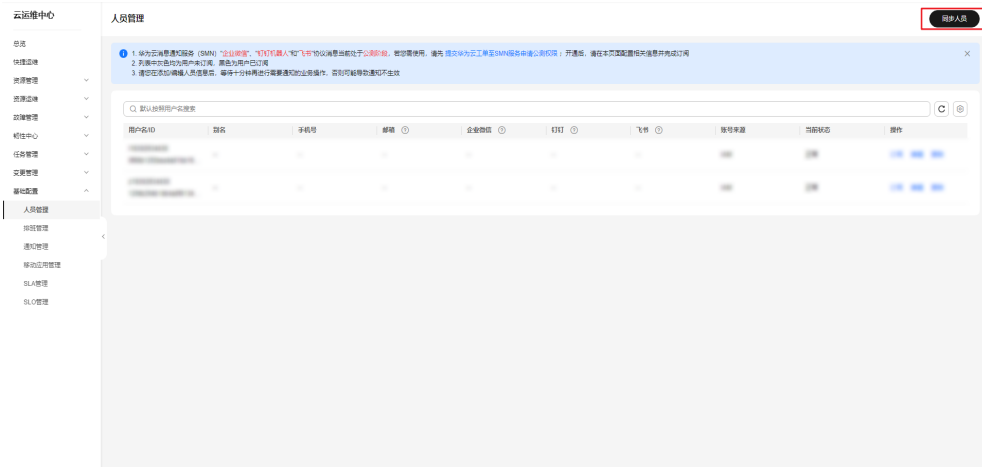 云运维中心
人员管理
同步人员
总览
快捷运维
资源管理
资源运维
故障管理
韧性中心
任务管理
变更管理
基础配置
人员管理
排班管理
通知管理
移动应用管理
SLA管理
SLO管理
1. 华为云消息通知服务（SMN）"企业微信"、"钉钉机器人"和"飞书"协议消息当前处于公测阶段，若您需使用，请先 提交华为云工单至SMN服务申请公测权限 ；开通后，请在本页面配置相关信息并完成订阅
2. 列表中灰色均为用户未订阅，黑色为用户已订阅
3. 请您在添加/编辑人员信息后，等待十分钟再进行需要通知的业务操作，否则可能导致通知不生效
默认按照用户名搜索
用户名/ID 别名 手机号 邮箱 企业微信 钉钉 飞书 账号来源 当前状态 操作